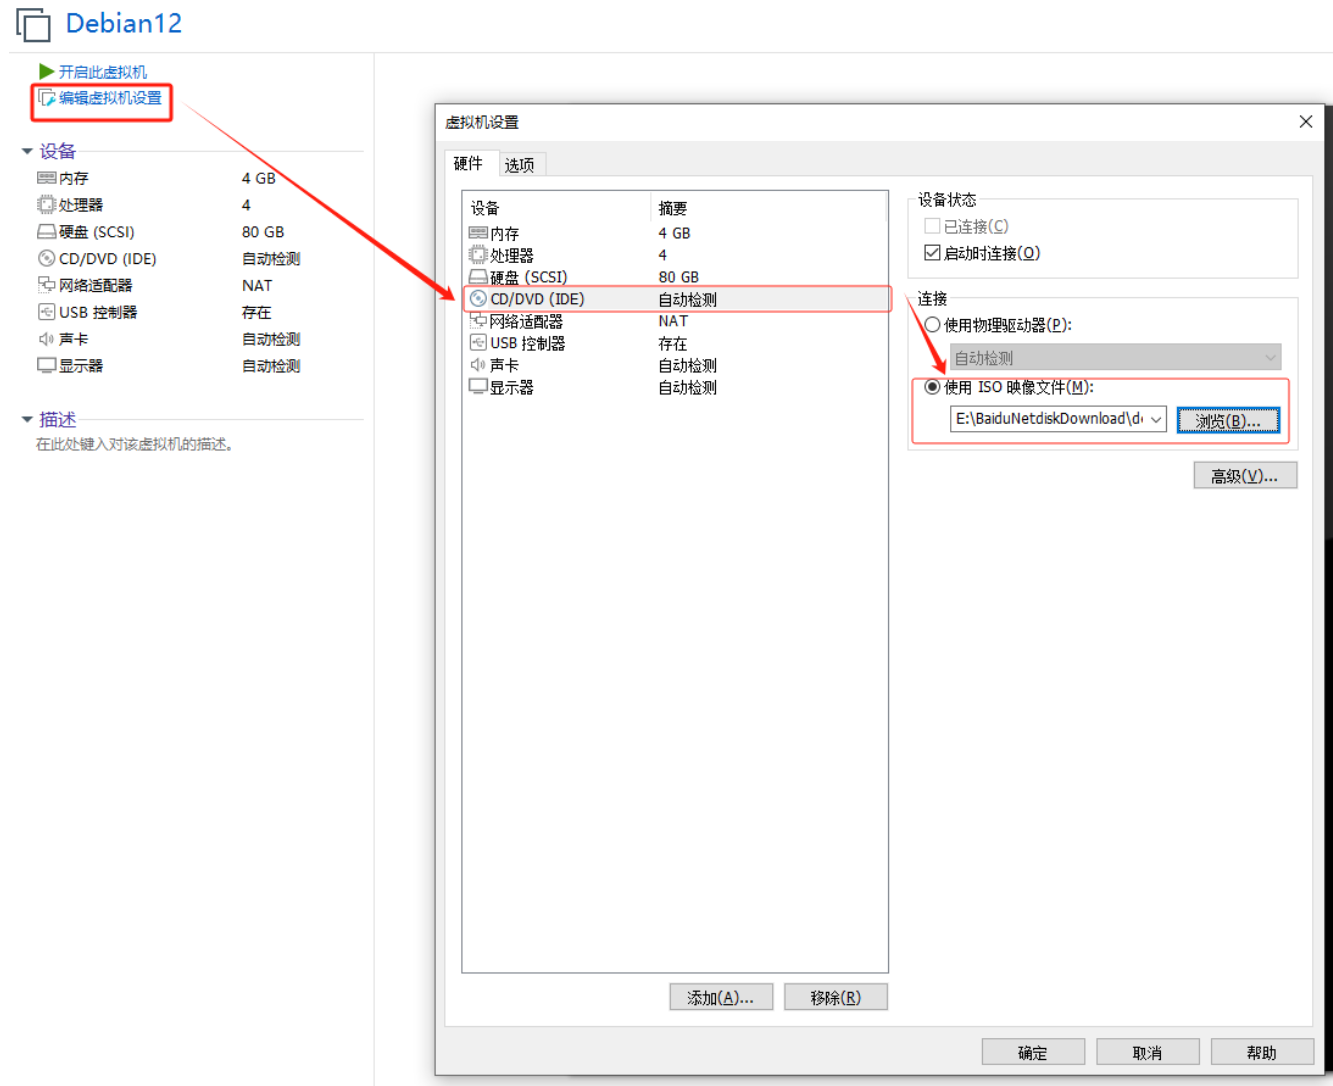 Debian12
开启此虚拟机
编辑虚拟机设置
设备
内存 4 GB
处理器 4
硬盘 (SCSI) 80 GB
CD/DVD (IDE) 自动检测
网络适配器 NAT
USB 控制器 存在
声卡 自动检测
显示器 自动检测
描述
在此处键入对该虚拟机的描述。
虚拟机设置
硬件 选项
设备 摘要
内存 4 GB
处理器 4
硬盘 (SCSI) 80 GB
CD/DVD (IDE) 自动检测
网络适配器 NAT
USB 控制器 存在
声卡 自动检测
显示器 自动检测
添加(A)... 移除(R)
设备状态
已连接(C)
启动时连接(O)
连接
使用物理驱动器(P):
自动检测
使用 ISO 映像文件(M):
E:\BaiduNetdiskDownload\de 浏览(B)...
高级(V)...
确定 取消 帮助